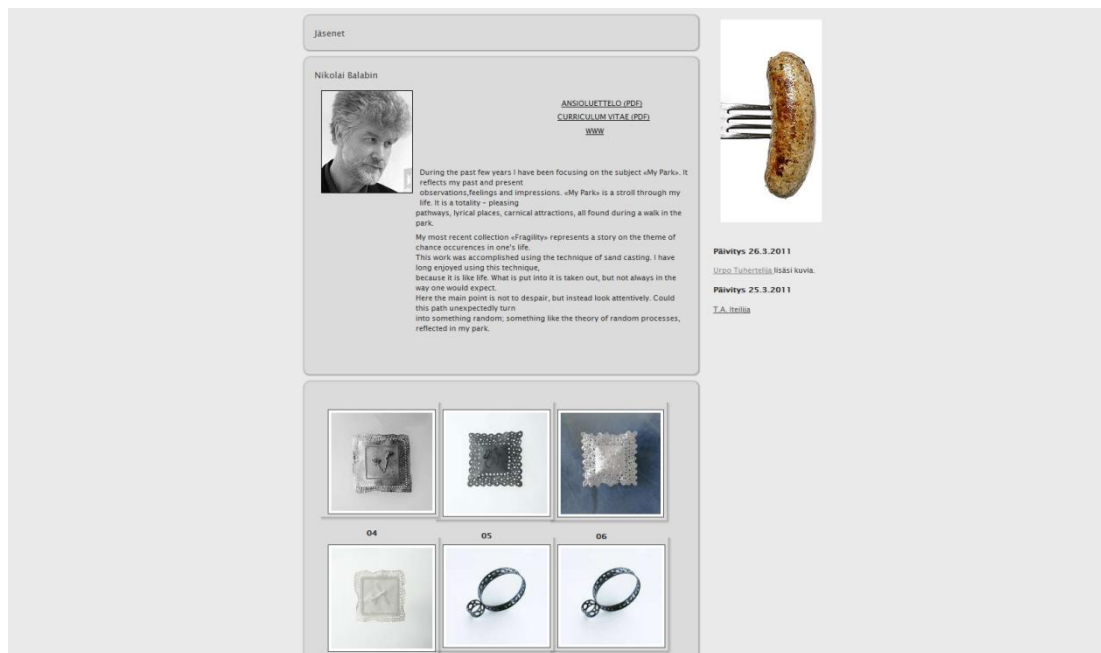 Jäsenet
Nikolai Balabin
ANSIOLUETTELO (PDF)
CURRICULUM VITAE (PDF)
WWW
During the past few years I have been focusing on the subject «My Park». It
reflects my past and present
observations,feelings and impressions. «My Park» is a stroll through my
life. It is a totality - pleasing
pathways, lyrical places, carnical attractions, all found during a walk in the
park.
My most recent collection «Fragility» represents a story on the theme of
chance occurences in one's life.
This work was accomplished using the technique of sand casting. I have
long enjoyed using this technique,
because it is like life. What is put into it is taken out, but not always in the
way one would expect.
Here the main point is not to despair, but instead look attentively. Could
this path unexpectedly turn
into something random; something like the theory of random processes,
reflected in my park.
04
05
06
Päivitys 26.3.2011
Urpo Tuhertelija lisäsi kuvia.
Päivitys 25.3.2011
T.A. Iteilija